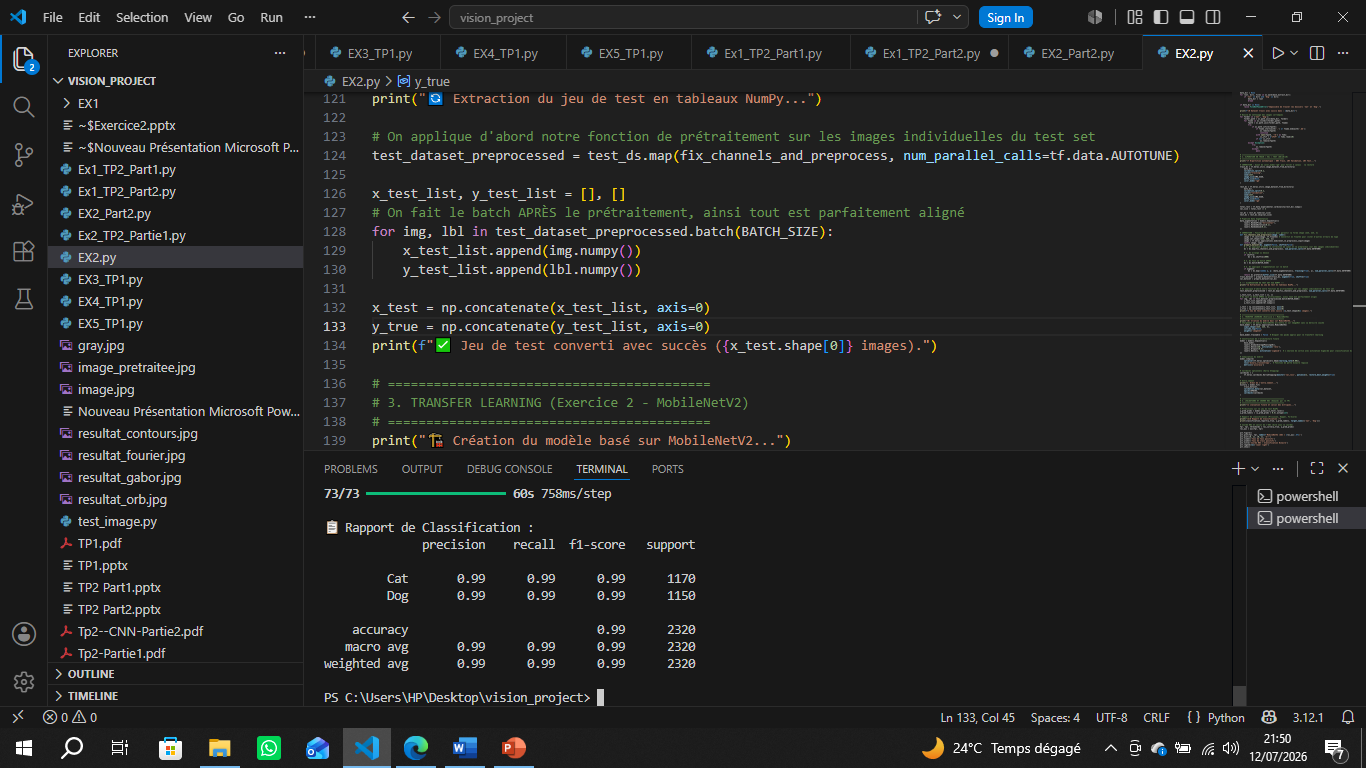 File Edit Selection View Go Run ··· vision_project Sign In
EXPLORER ···
2
VISION_PROJECT
EX1
~$Exercice2.pptx
~$Nouveau Présentation Microsoft P...
Ex1_TP2_Part1.py
Ex1_TP2_Part2.py
EX2_Part2.py
Ex2_TP2_Partie1.py
EX2.py
EX3_TP1.py
EX4_TP1.py
EX5_TP1.py
gray.jpg
image_pretraitee.jpg
image.jpg
Nouveau Présentation Microsoft Pow...
resultat_contours.jpg
resultat_fourier.jpg
resultat_gabor.jpg
resultat_orb.jpg
test_image.py
TP1.pdf
TP1.pptx
TP2 Part1.pptx
TP2 Part2.pptx
Tp2--CNN-Partie2.pdf
Tp2-Partie1.pdf
OUTLINE
TIMELINE
EX3_TP1.py EX4_TP1.py EX5_TP1.py Ex1_TP2_Part1.py Ex1_TP2_Part2.py EX2_Part2.py EX2.py
EX2.py > y_true
121 print("🔄 Extraction du jeu de test en tableaux NumPy...")
122
123 # On applique d'abord notre fonction de prétraitement sur les images individuelles du test set
124 test_dataset_preprocessed = test_ds.map(fix_channels_and_preprocess, num_parallel_calls=tf.data.AUTOTUNE)
125
126 x_test_list, y_test_list = [], []
127 # On fait le batch APRÈS le prétraitement, ainsi tout est parfaitement aligné
128 for img, lbl in test_dataset_preprocessed.batch(BATCH_SIZE):
129     x_test_list.append(img.numpy())
130     y_test_list.append(lbl.numpy())
131
132 x_test = np.concatenate(x_test_list, axis=0)
133 y_true = np.concatenate(y_test_list, axis=0)
134 print(f"✅ Jeu de test converti avec succès ({x_test.shape[0]} images).")
135
136 # ==========================================
137 # 3. TRANSFER LEARNING (Exercice 2 - MobileNetV2)
138 # ==========================================
139 print("🏗️ Création du modèle basé sur MobileNetV2...")
PROBLEMS OUTPUT DEBUG CONSOLE TERMINAL PORTS
powershell
powershell
73/73 60s 758ms/step
📋 Rapport de Classification :
precision recall f1-score support
Cat 0.99 0.99 0.99 1170
Dog 0.99 0.99 0.99 1150
accuracy 0.99 2320
macro avg 0.99 0.99 0.99 2320
weighted avg 0.99 0.99 0.99 2320
PS C:\Users\HP\Desktop\vision_project>
0 0 Ln 133, Col 45 Spaces: 4 UTF-8 CRLF { } Python 3.12.1
24°C Temps dégagé
21:50
12/07/2026
7